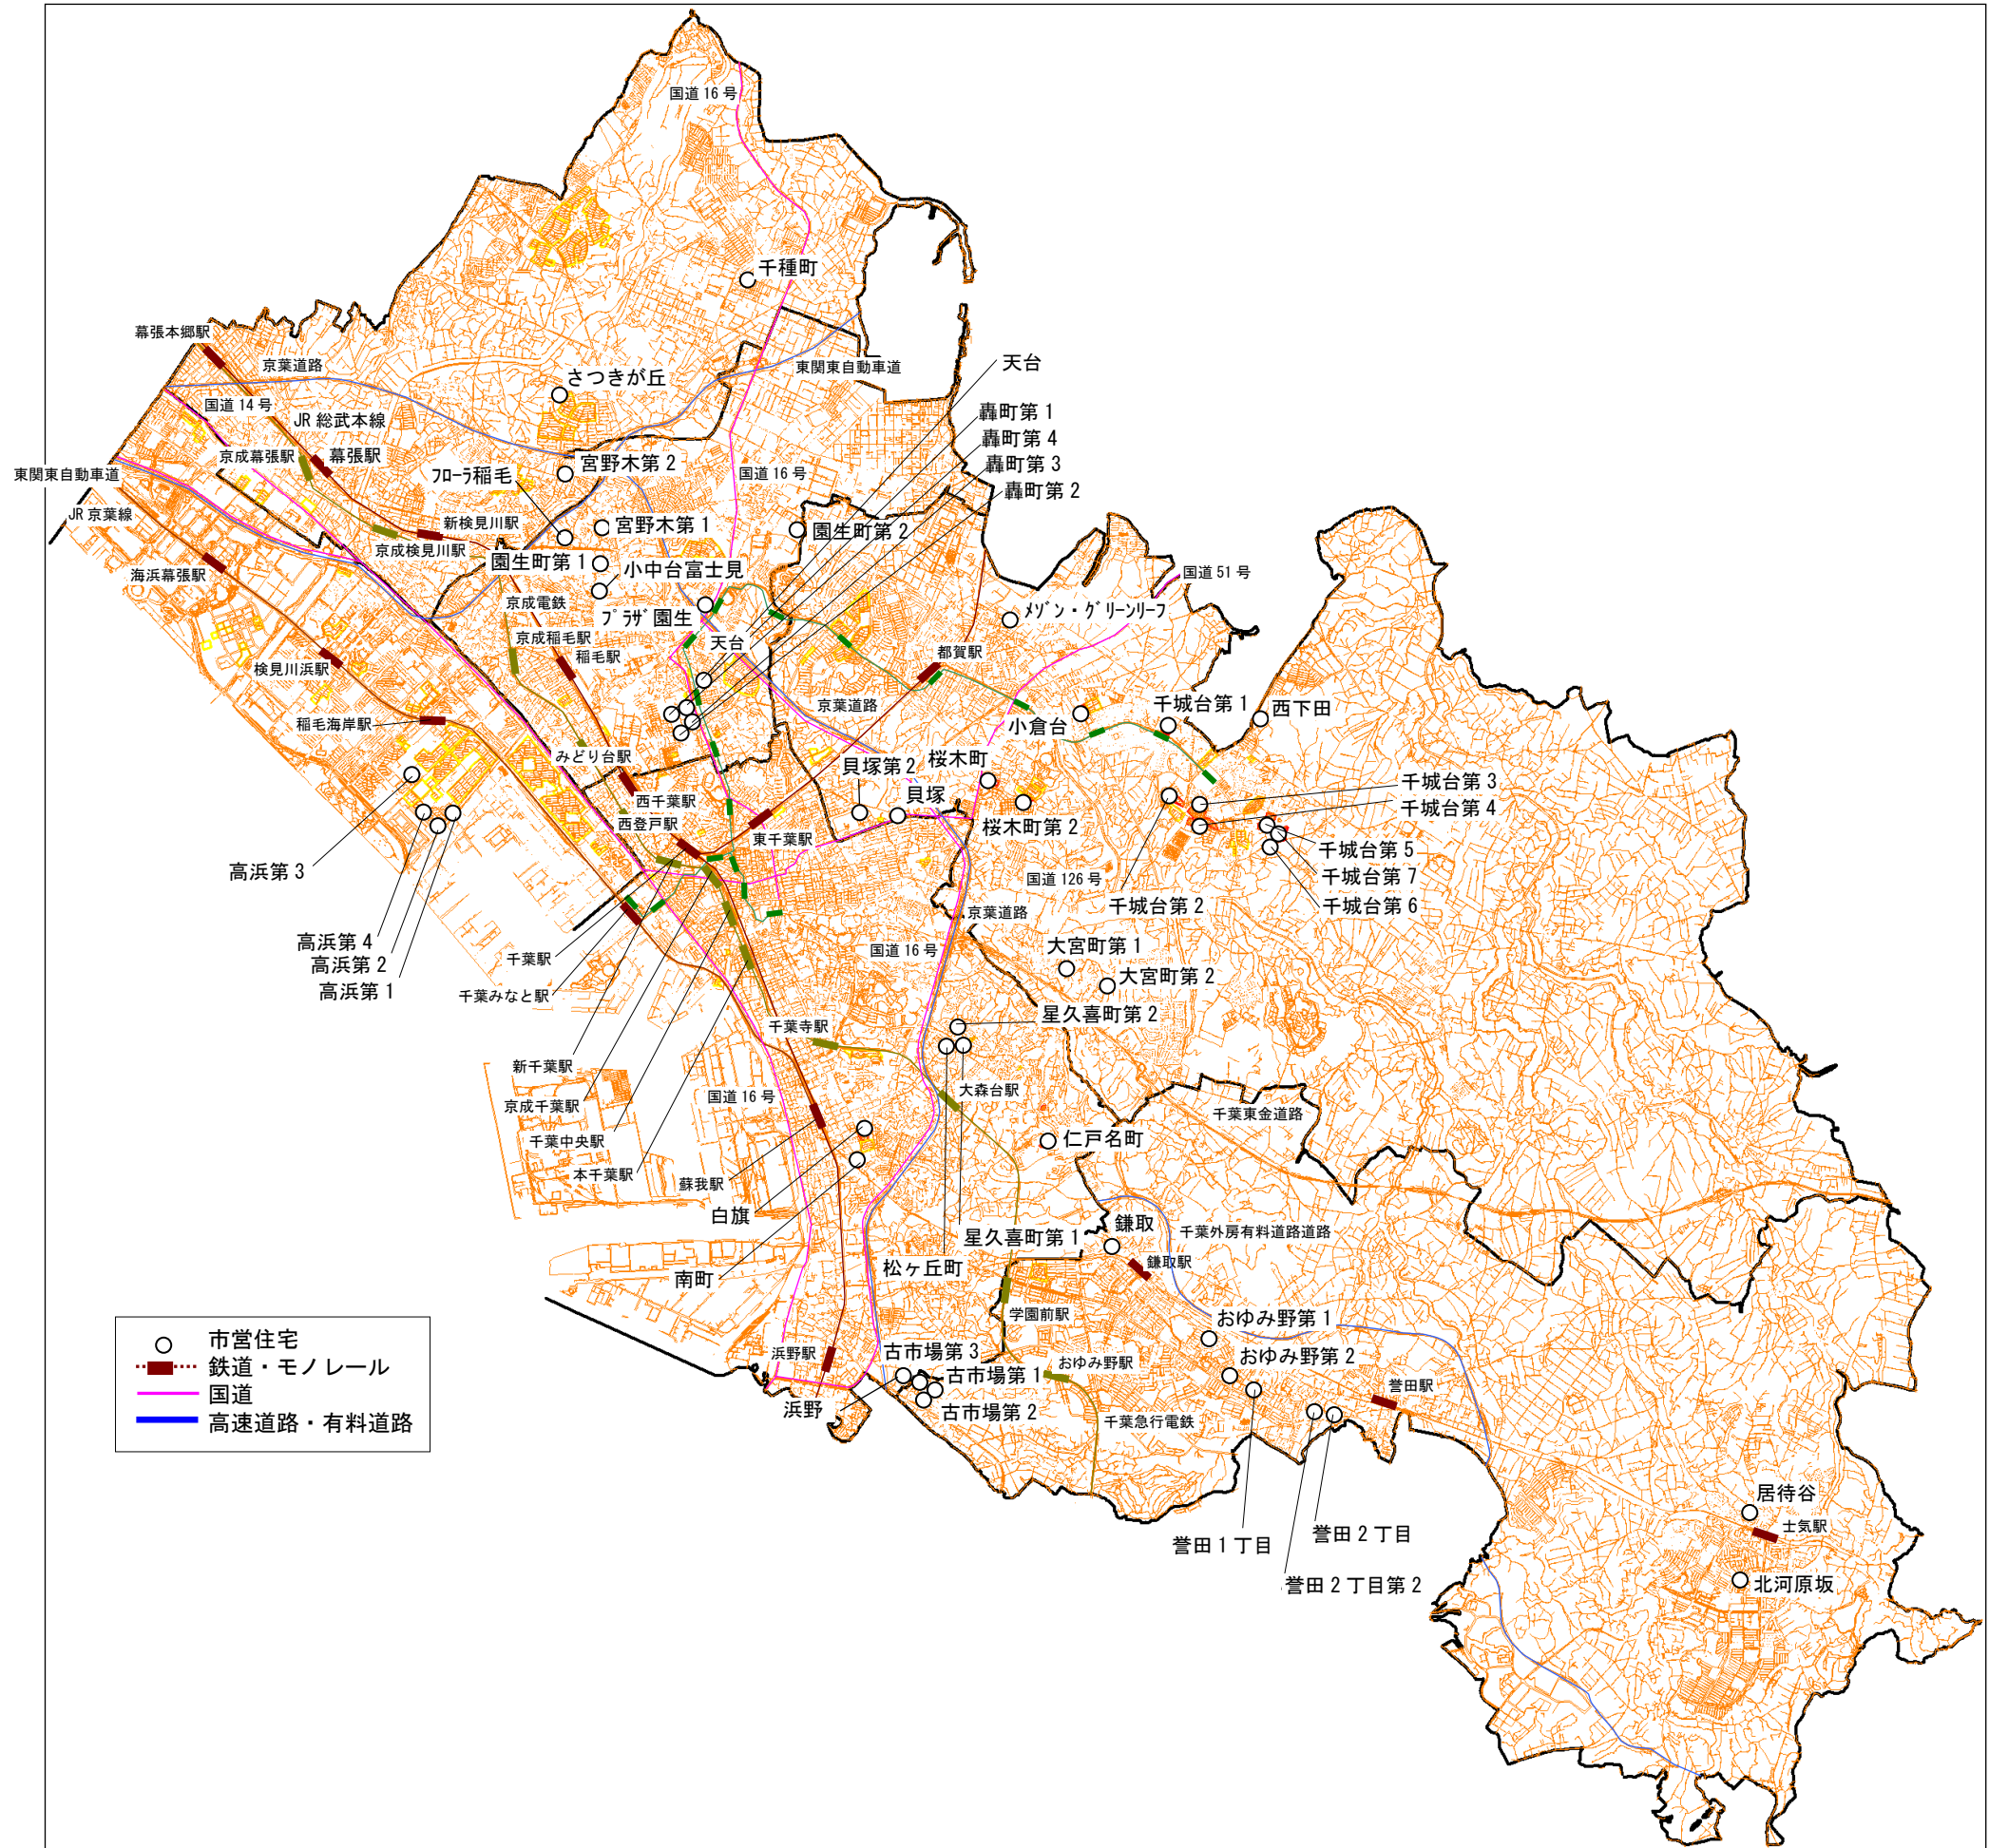 国道 16 号
千種町
幕張本郷駅
京葉道路
東関東自動車道
天台
さつきが丘
国道 14 号
JR 総武本線
轟町第 1
轟町第 4
轟町第 3
轟町第 2
京成幕張駅
幕張駅
東関東自動車道
宮野木第 2
国道 16 号
ﾌﾛｰﾗ稲毛
JR 京葉線
新検見川駅
宮野木第 1
園生町第 2
京成検見川駅
園生町第 1
小中台富士見
海浜幕張駅
国道 51 号
京成電鉄
ﾌﾟﾗｻﾞ園生
ﾒｿﾞﾝ・ｸﾞﾘｰﾝﾘｰﾌ
京成稲毛駅
稲毛駅
天台
都賀駅
検見川浜駅
稲毛海岸駅
京葉道路
小倉台
千城台第 1
西下田
みどり台駅
貝塚第 2
桜木町
千城台第 3
西千葉駅
貝塚
千城台第 4
西登戸駅
東千葉駅
桜木町第 2
千城台第 5
高浜第 3
国道 126 号
千城台第 7
千城台第 2
千城台第 6
京葉道路
高浜第 4
千葉駅
国道 16 号
大宮町第 1
高浜第 2
大宮町第 2
高浜第 1
千葉みなと駅
星久喜町第 2
千葉寺駅
新千葉駅
大森台駅
国道 16 号
京成千葉駅
千葉東金道路
千葉中央駅
仁戸名町
本千葉駅
蘇我駅
白旗
鎌取
星久喜町第 1
千葉外房有料道路道路
松ヶ丘町
鎌取駅
南町
学園前駅
おゆみ野第 1
市営住宅
鉄道・モノレール
国道
高速道路・有料道路
浜野駅
古市場第 3
おゆみ野第 2
おゆみ野駅
古市場第 1
誉田駅
浜野
古市場第 2
千葉急行電鉄
居待谷
士気駅
誉田 2 丁目
誉田 1 丁目
誉田 2 丁目第 2
北河原坂